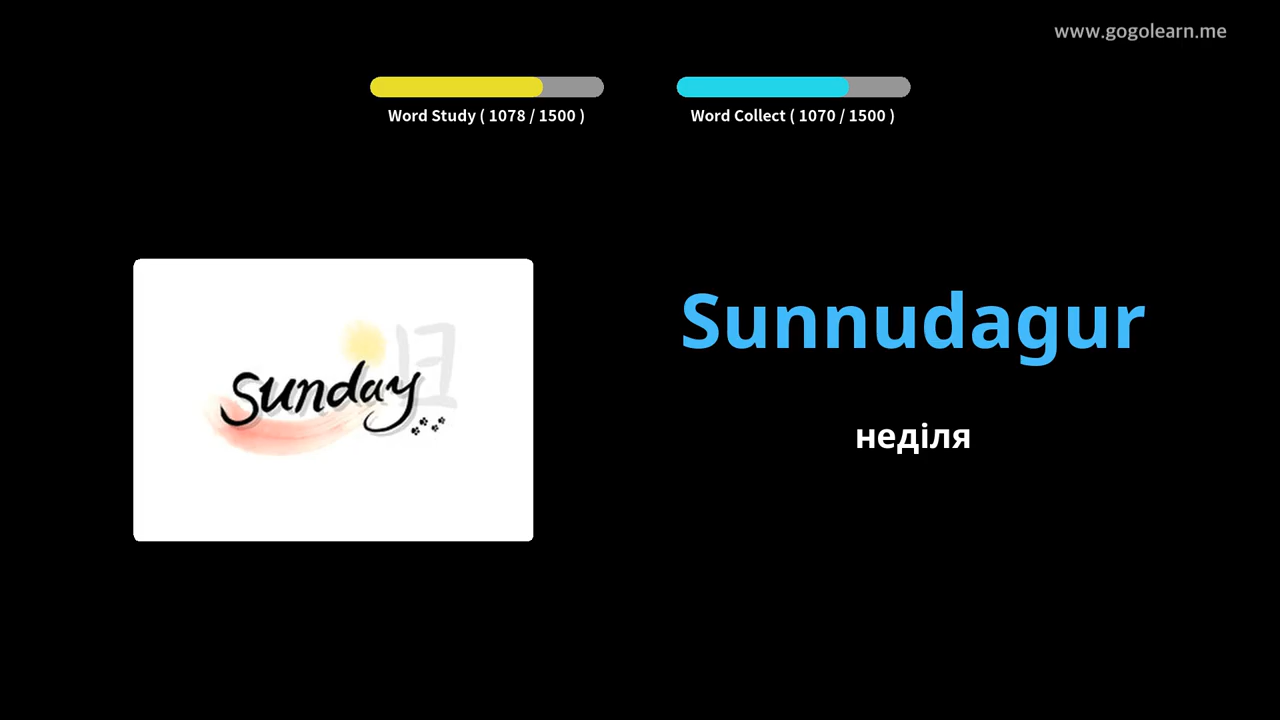 www.gogolearn.me
Word Study ( 1078 / 1500 )
Word Collect ( 1070 / 1500 )
Sunday
Sunnudagur
неділя